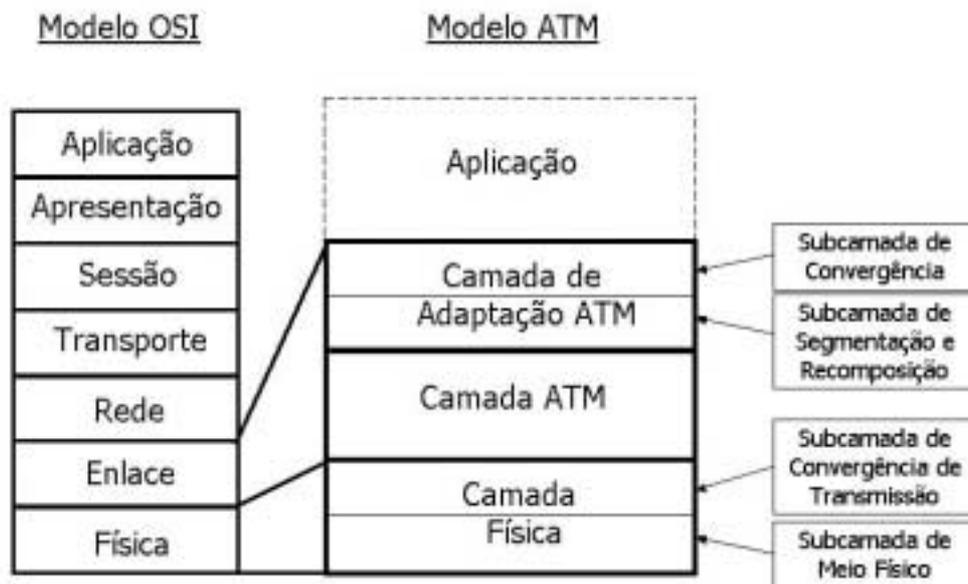 Modelo OSI
Modelo ATM
Aplicação
Apresentação
Sessão
Transporte
Rede
Enlace
Física
Aplicação
Camada de
Adaptação ATM
Camada ATM
Camada
Física
Subcamada de
Convergência
Subcamada de
Segmentação e
Recomposição
Subcamada de
Convergência de
Transmissão
Subcamada de
Meio Físico